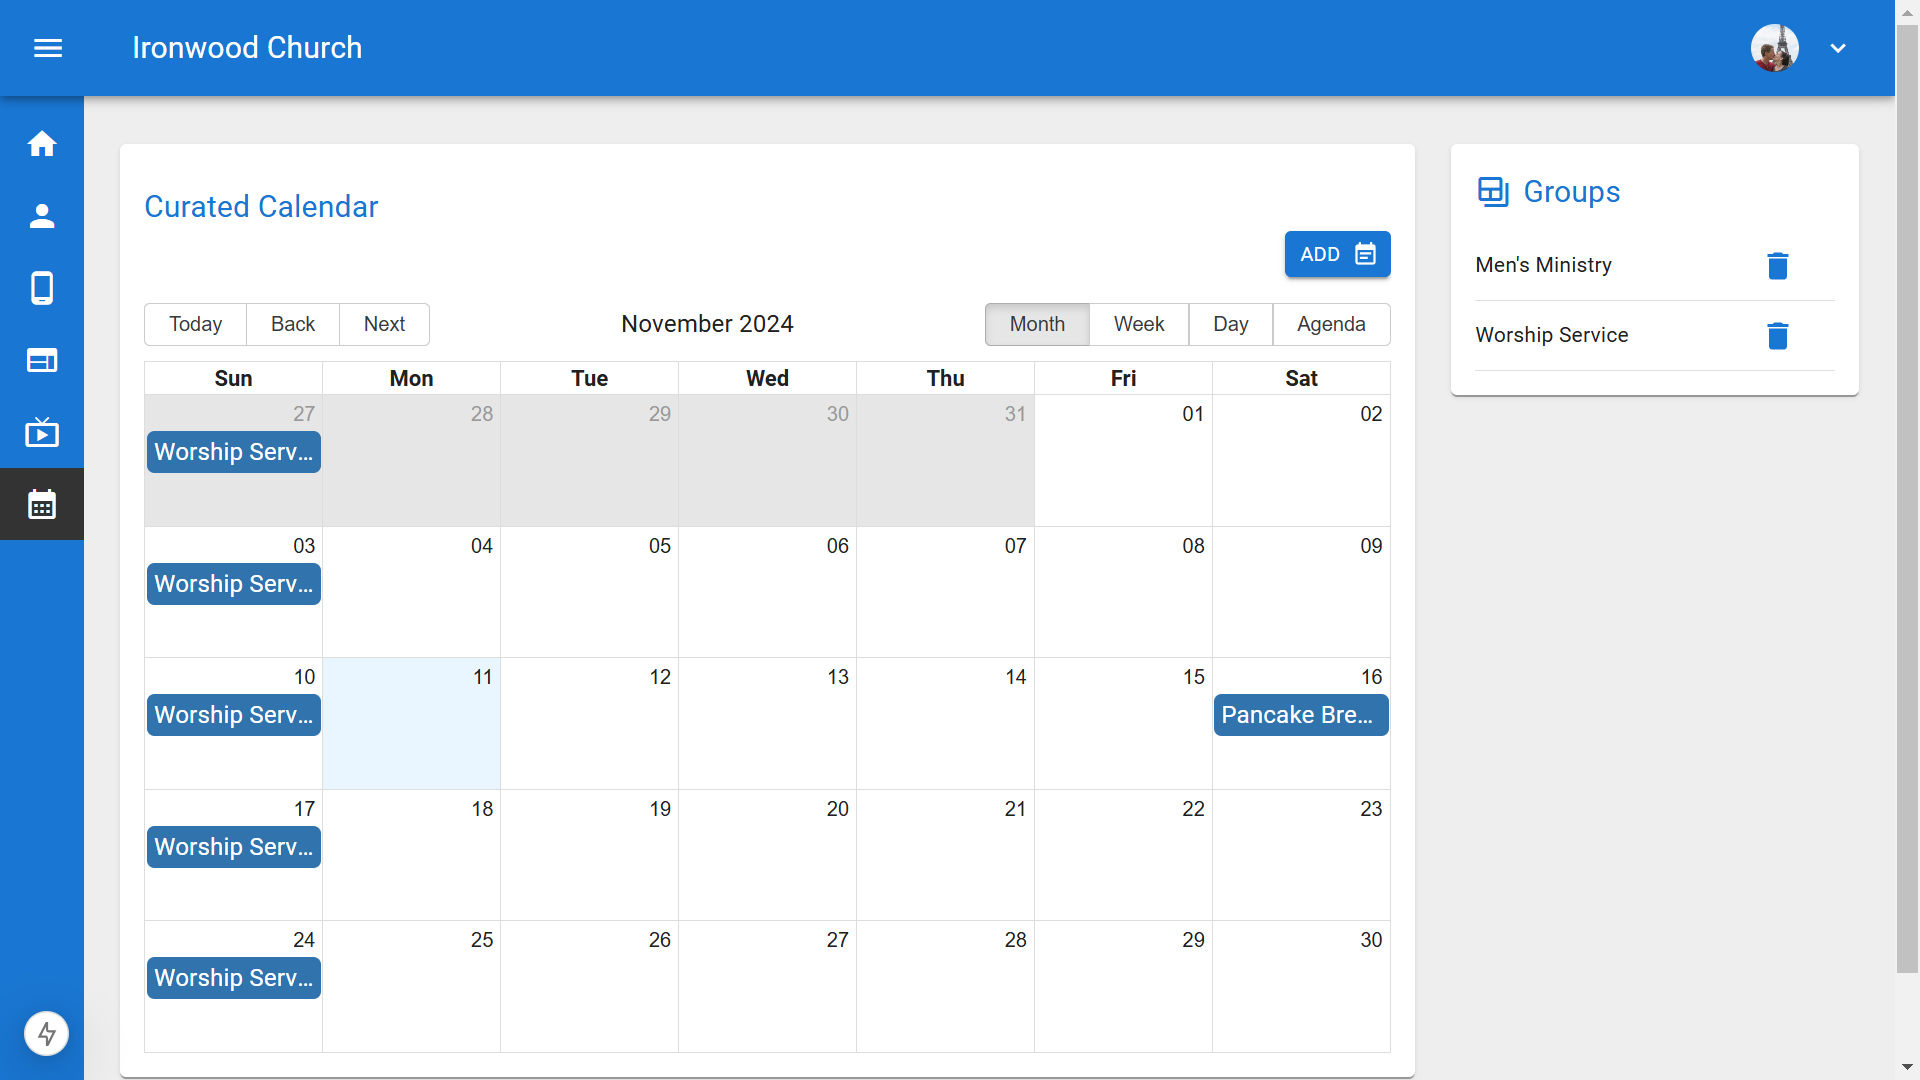 Ironwood Church
Curated Calendar
ADD
Today Back Next
November 2024
Month Week Day Agenda
Sun Mon Tue Wed Thu Fri Sat
27 28 29 30 31 01 02
Worship Serv...
03 04 05 06 07 08 09
Worship Serv...
10 11 12 13 14 15 16
Worship Serv... Pancake Bre...
17 18 19 20 21 22 23
Worship Serv...
24 25 26 27 28 29 30
Worship Serv...
Groups
Men's Ministry
Worship Service